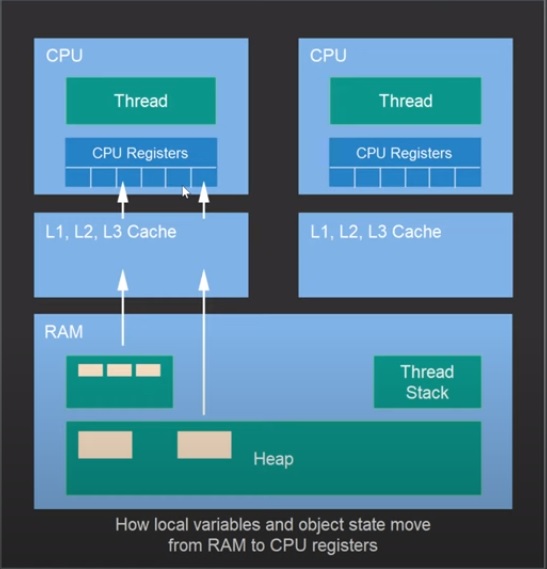 CPU
Thread
CPU Registers
L1, L2, L3 Cache
CPU
Thread
CPU Registers
L1, L2, L3 Cache
RAM
Thread
Stack
Heap
How local variables and object state move
from RAM to CPU registers